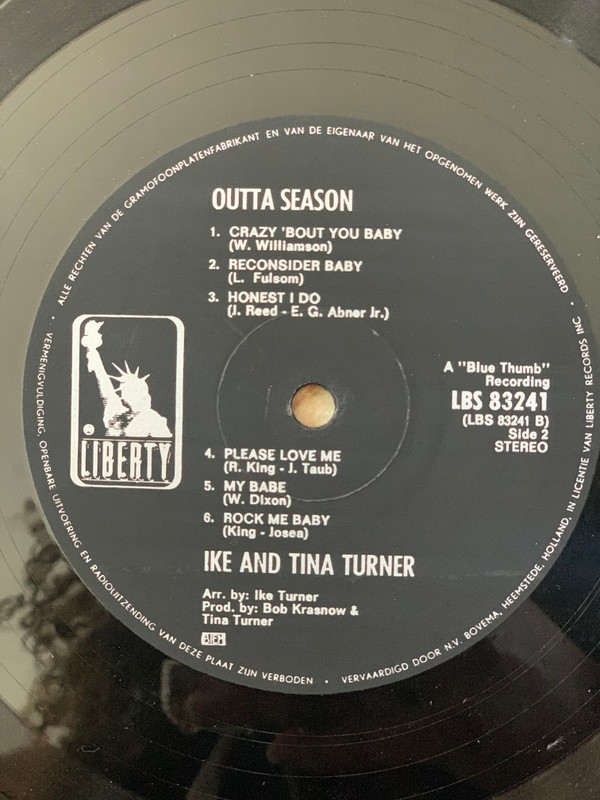 OUTTA SEASON
1. CRAZY 'BOUT YOU BABY
(W. Williamson)
2. RECONSIDER BABY
(L. Fulsom)
3. HONEST I DO
(J. Reed - E. G. Abner Jr.)
LIBERTY
A "Blue Thumb"
Recording
LBS 83241
(LBS 83241 B)
Side 2
STEREO
4. PLEASE LOVE ME
(R. King - J. Taub)
5. MY BABE
(W. Dixon)
6. ROCK ME BABY
(King - Josea)
IKE AND TINA TURNER
Arr. by: Ike Turner
Prod. by: Bob Krasnow &
Tina Turner
BIEM
• ALLE RECHTEN VAN DE GRAMOFOONPLATENFABRIKANT EN VAN DE EIGENAAR VAN HET OPGENOMEN WERK ZIJN GERESERVEERD •
VERMENIGVULDIGING, OPENBARE UITVOERING EN RADIOUITZENDING VAN DEZE PLAAT ZIJN VERBODEN •
VERVAARDIGD DOOR N.V. BOVEMA, HEEMSTEDE, HOLLAND, IN LICENTIE VAN LIBERTY RECORDS INC